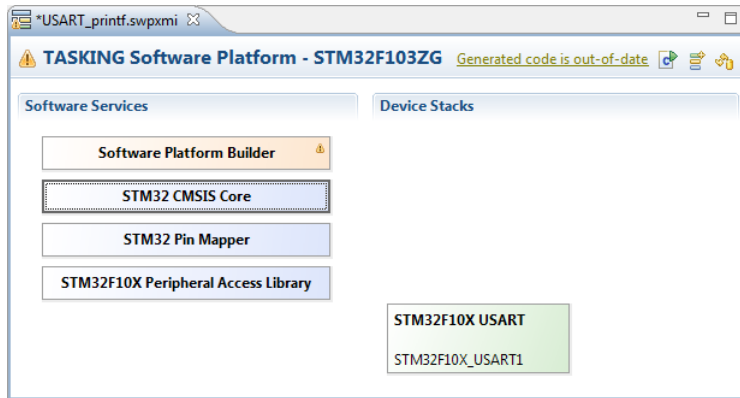 *USART_printf.swpxmi
TASKING Software Platform - STM32F103ZG Generated code is out-of-date
Software Services
Device Stacks
Software Platform Builder
STM32 CMSIS Core
STM32 Pin Mapper
STM32F10X Peripheral Access Library
STM32F10X USART
STM32F10X_USART1